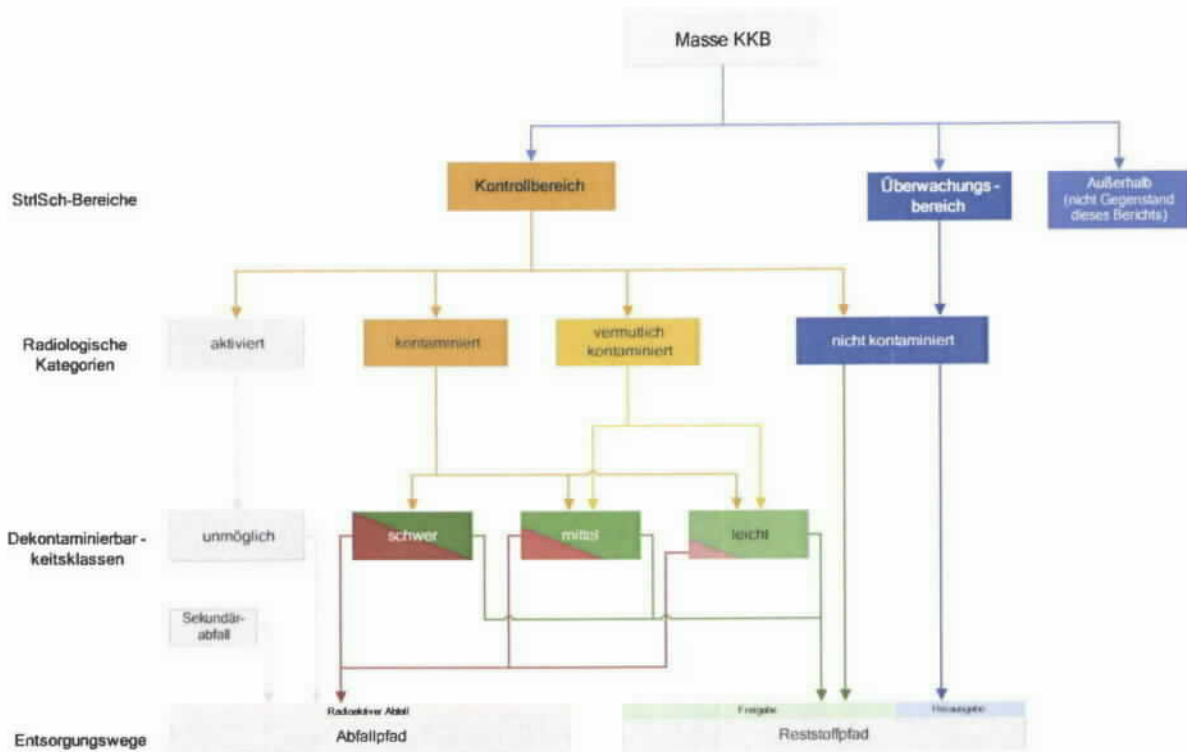 Masse KKB
StrlSch-Bereiche
Kontrollbereich
Überwachungs-
bereich
Außerhalb
(nicht Gegenstand
dieses Berichts)
Radiologische
Kategorien
aktiviert
kontaminiert
vermutlich
kontaminiert
nicht kontaminiert
Dekontaminierbar-
keitsklassen
unmöglich
schwer
mittel
leicht
Sekundär-
abfall
Entsorgungswege
Radioaktiver Abfall
Abfallpfad
Freigabe
Herausgabe
Reststoffpfad